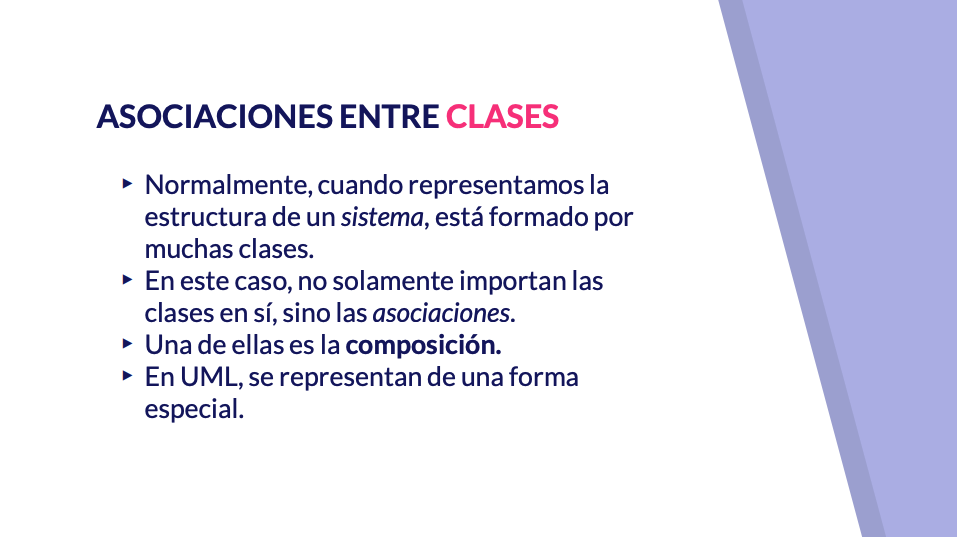 ASOCIACIONES ENTRE CLASES
Normalmente, cuando representamos la
estructura de un sistema, está formado por
muchas clases.
En este caso, no solamente importan las
clases en sí, sino las asociaciones.
Una de ellas es la composición.
En UML, se representan de una forma
especial.